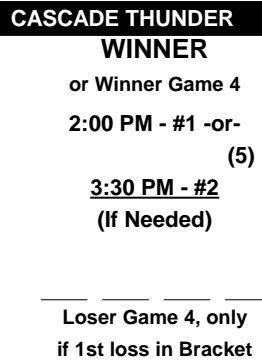 CASCADE THUNDER
WINNER
or Winner Game 4
2:00 PM - #1 -or-
(5)
3:30 PM - #2
(If Needed)
Loser Game 4, only
if 1st loss in Bracket